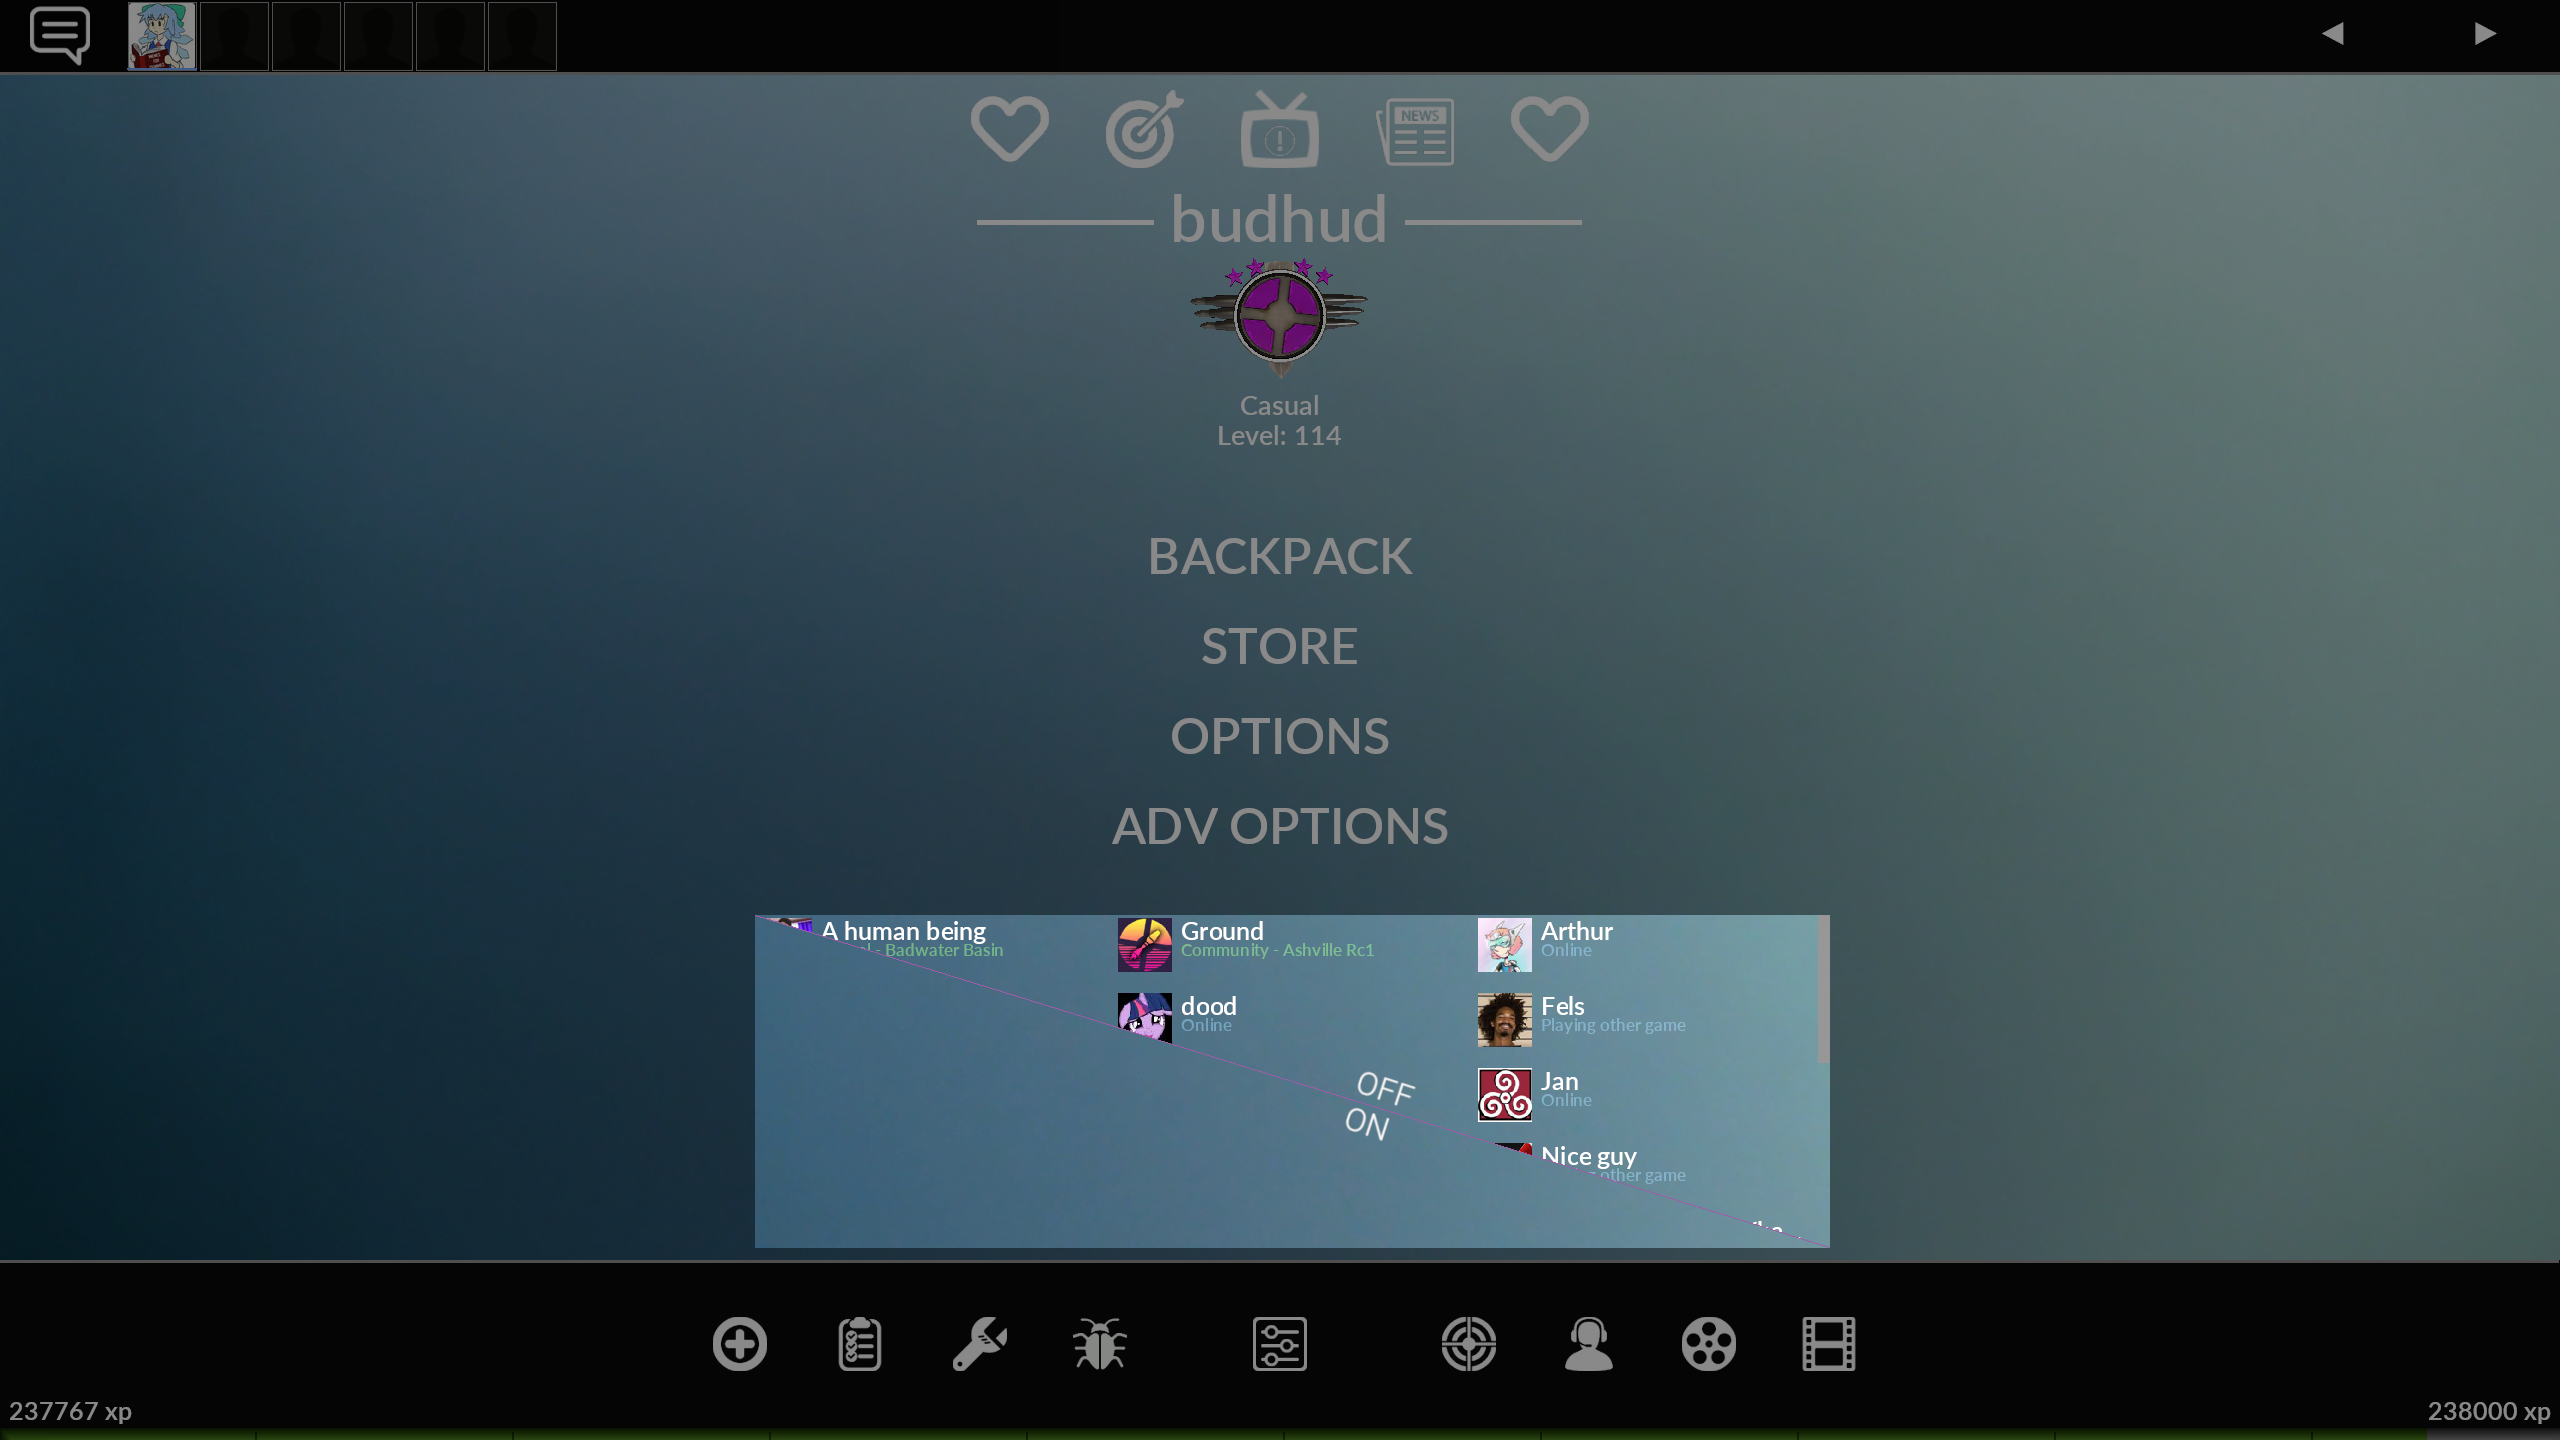 NEWS
budhud
Casual
Level: 114
BACKPACK
STORE
OPTIONS
ADV OPTIONS
A human being
- Badwater Basin
Ground
Community - Ashville Rc1
Arthur
Online
dood
Online
Fels
Playing other game
OFF
ON
Jan
Online
Nice guy
other game
237767 xp
238000 xp